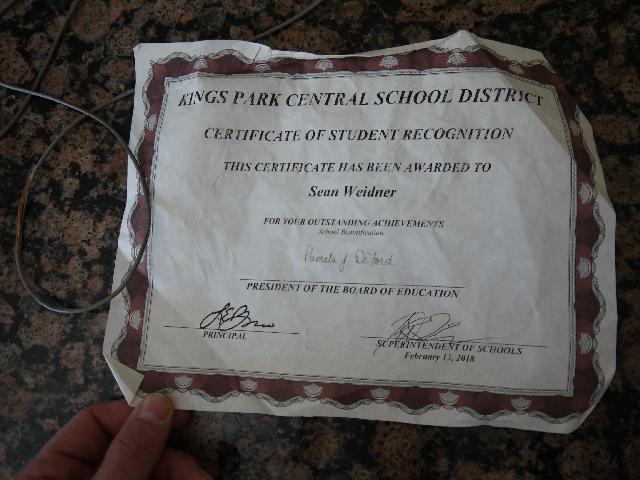 KINGS PARK CENTRAL SCHOOL DISTRICT
CERTIFICATE OF STUDENT RECOGNITION
THIS CERTIFICATE HAS BEEN AWARDED TO
Sean Weidner
FOR YOUR OUTSTANDING ACHIEVEMENTS
School Beautification
Pamela J DeFord
PRESIDENT OF THE BOARD OF EDUCATION
PRINCIPAL
SUPERINTENDENT OF SCHOOLS
February 13, 2018